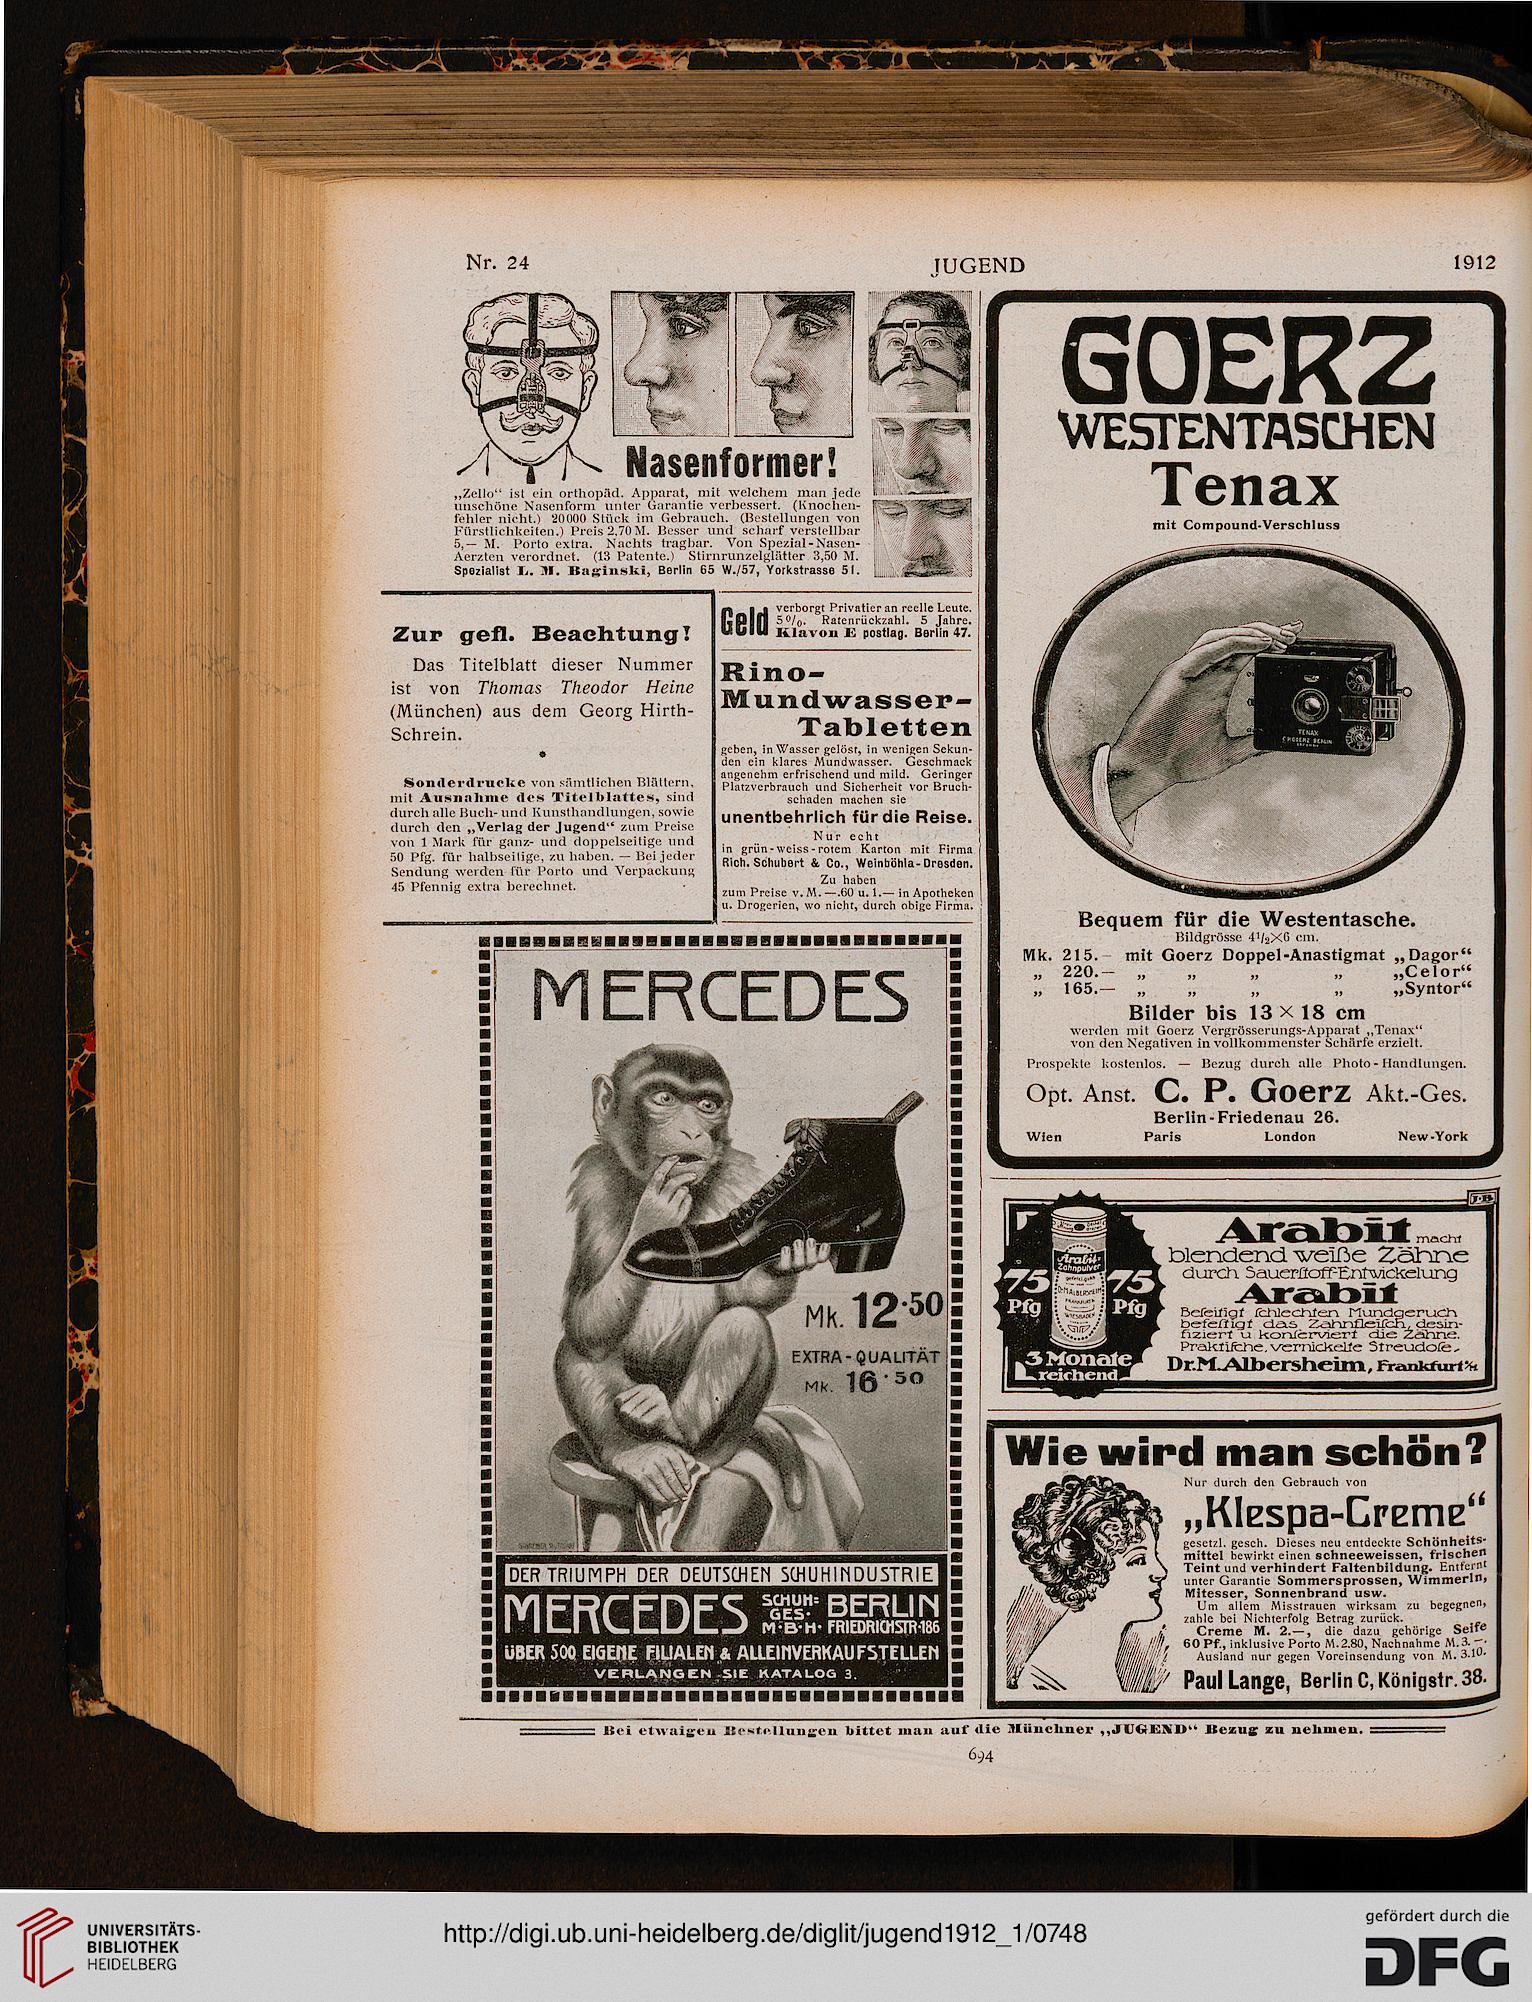 Nr. 24
JUGEND
1912
Nasenformer!
„Zello“ ist ein orthopäd. Apparat, mit welchem man jede
unschöne Nasenform unter Garantie verbessert. (Knochen-
fehler nicht.) 20000 Stück im Gebrauch. (Bestellungen von
Fürstlichkeiten.) Preis 2,70 M. Besser und scharf verstellbar
5,— M. Porto extra. Nachts tragbar. Von Spezial-Nasen-
Aerzten verordnet. (13 Patente.) Stirnrunzelglätter 3,50 M.
Spezialist L. M. Baginski, Berlin 65 W./57, Yorkstrasse 51.
Zur gefl. Beachtung!
Das Titelblatt dieser Nummer
ist von Thomas Theodor Heine
(München) aus dem Georg Hirth-
Schrein.
*
Sonderdrucke von sämtlichen Blättern,
mit Ausnahme des Titelblattes, sind
durch alle Buch- und Kunsthandlungen, sowie
durch den „Verlag der Jugend“ zum Preise
von 1 Mark für ganz- und doppelseitige und
50 Pfg. für halbseitige, zu haben. — Bei jeder
Sendung werden für Porto und Verpackung
45 Pfennig extra berechnet.
Geld verborgt Privatier an reelle Leute.
5%. Ratenrückzahl. 5 Jahre.
Klavon E postlag. Berlin 47.
Rino-
Mundwasser-
Tabletten
geben, in Wasser gelöst, in wenigen Sekun-
den ein klares Mundwasser. Geschmack
angenehm erfrischend und mild. Geringer
Platzverbrauch und Sicherheit vor Bruch-
schaden machen sie
unentbehrlich für die Reise.
Nur echt
in grün-weiss-rotem Karton mit Firma
Rich. Schubert & Co., Weinböhla-Dresden.
Zu haben
zum Preise v. M. —.60 u. 1.— in Apotheken
u. Drogerien, wo nicht, durch obige Firma.
MERCEDES
Mk. 12·50
EXTRA-QUALITÄT
Mk. 16·50
DER TRIUMPH DER DEUTSCHEN SCHUHINDUSTRIE
MERCEDES SCHUH= GES· M·B·H· BERLIN FRIEDRICHSTR·186
ÜBER 500 EIGENE FILIALEN & ALLEINVERKAUFSTELLEN
VERLANGEN SIE KATALOG 3.
GOERZ
WESTENTASCHEN
Tenax
mit Compound-Verschluss
TENAX
C.P.GOERZ BERLIN
Bequem für die Westentasche.
Bildgrösse 4½×6 cm.
Mk. 215.— mit Goerz Doppel-Anastigmat „Dagor“
„ 220.— „ „ „ „ „Celor“
„ 165.— „ „ „ „ „Syntor“
Bilder bis 13 × 18 cm
werden mit Goerz Vergrösserungs-Apparat „Tenax“
von den Negativen in vollkommenster Schärfe erzielt.
Prospekte kostenlos. — Bezug durch alle Photo-Handlungen.
Opt. Anst. C. P. Goerz Akt.-Ges.
Berlin-Friedenau 26.
Wien Paris London New-York
J·B.
Arabit-
Zahnpulver
75 Pfg
75 Pfg
3 Monate
reichend
Arabit macht
blendend weiße Zähne
durch Sauerstoff-Entwickelung
Arabit
Beseitigt schlechten Mundgeruch
befestigt das Zahnfleisch, desin-
fiziert u. konserviert die Zähne.
Praktische, vernickelte Streudose.
Dr.M.Albersheim, Frankfurt a/M
Wie wird man schön?
Nur durch den Gebrauch von
„Klespa-Creme“
gesetzl. gesch. Dieses neu entdeckte Schönheits-
mittel bewirkt einen schneeweissen, frischen
Teint und verhindert Faltenbildung. Entfernt
unter Garantie Sommersprossen, Wimmerln,
Mitesser, Sonnenbrand usw.
Um allem Misstrauen wirksam zu begegnen,
zahle bei Nichterfolg Betrag zurück.
Creme M. 2.—, die dazu gehörige Seife
60 Pf., inklusive Porto M. 2.80, Nachnahme M. 3.—.
Ausland nur gegen Voreinsendung von M. 3.10.
Paul Lange, Berlin C, Königstr. 38.
Bei etwaigen Bestellungen bittet man auf die Münchner „JUGEND“ Bezug zu nehmen.
694
UNIVERSITÄTS-
BIBLIOTHEK
HEIDELBERG
http://digi.ub.uni-heidelberg.de/diglit/jugend1912_1/0748
gefördert durch die
DFG